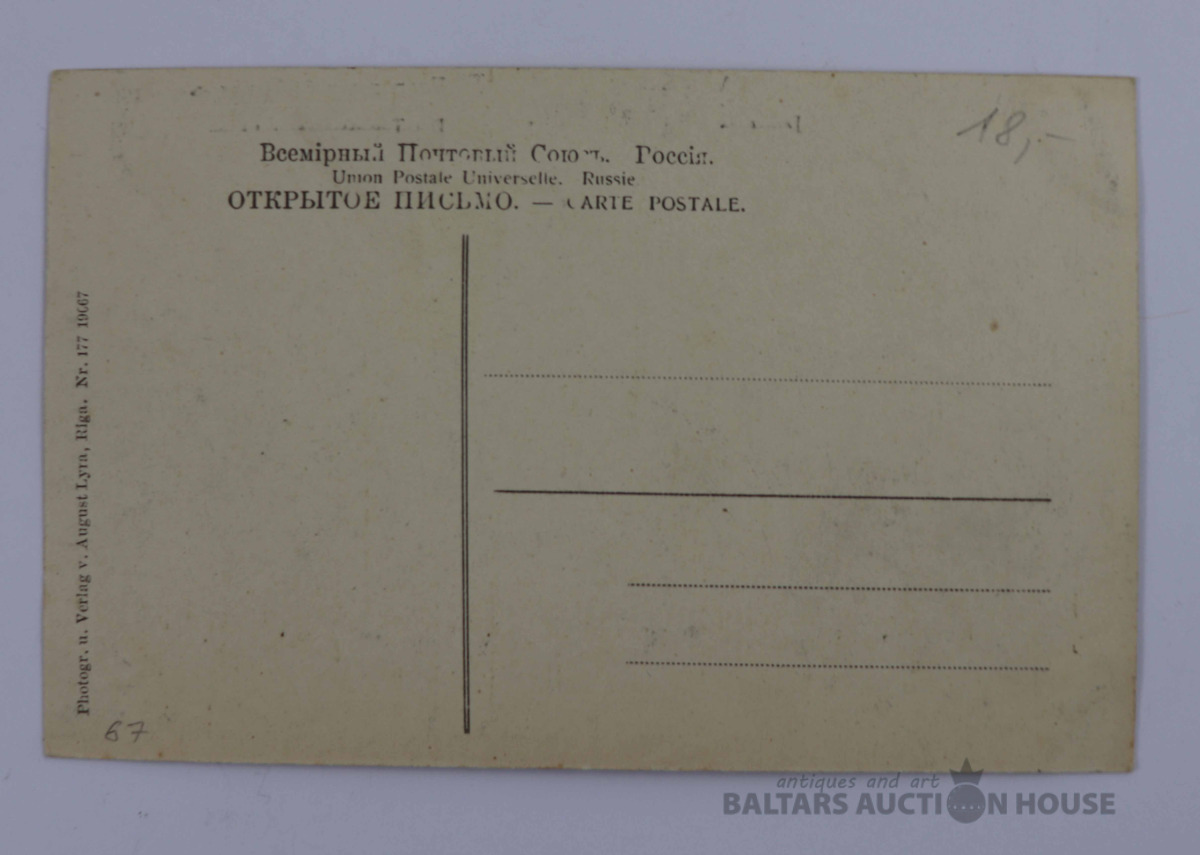 18,-
Всемірный Почтовый Союзъ. Россія.
Union Postale Universelle. Russie
ОТКРЫТОЕ ПИСЬМО. — CARTE POSTALE.
Photogr. u. Verlag v. August Lyra, Riga. Nr. 177 19067
67
antiques and art
BALTARS AUCTION HOUSE